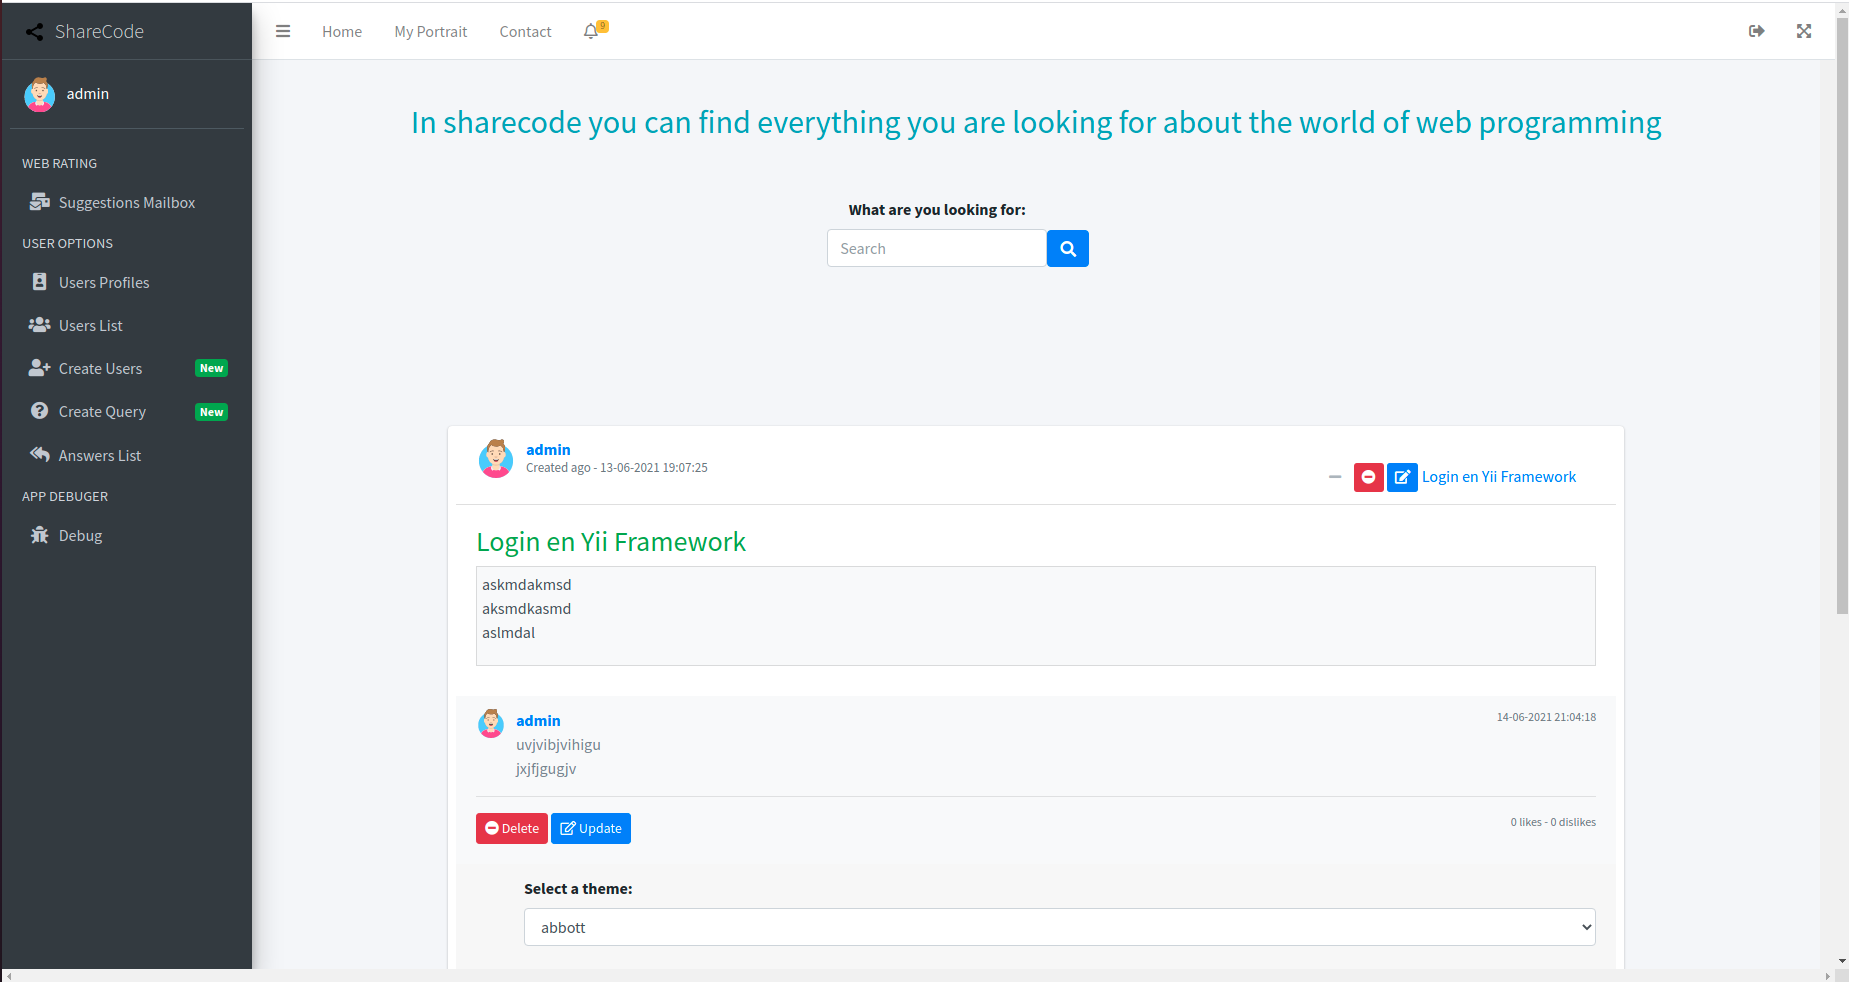 ShareCode
Home
My Portrait
Contact
9
admin
WEB RATING
Suggestions Mailbox
USER OPTIONS
Users Profiles
Users List
Create Users New
Create Query New
Answers List
APP DEBUGER
Debug
In sharecode you can find everything you are looking for about the world of web programming
What are you looking for:
Search
admin
Created ago - 13-06-2021 19:07:25
Login en Yii Framework
Login en Yii Framework
askmdakmsd
aksmdkasmd
aslmdal
admin
14-06-2021 21:04:18
uvjvibjvihigu
jxjfjgugjv
Delete
Update
0 likes - 0 dislikes
Select a theme:
abbott